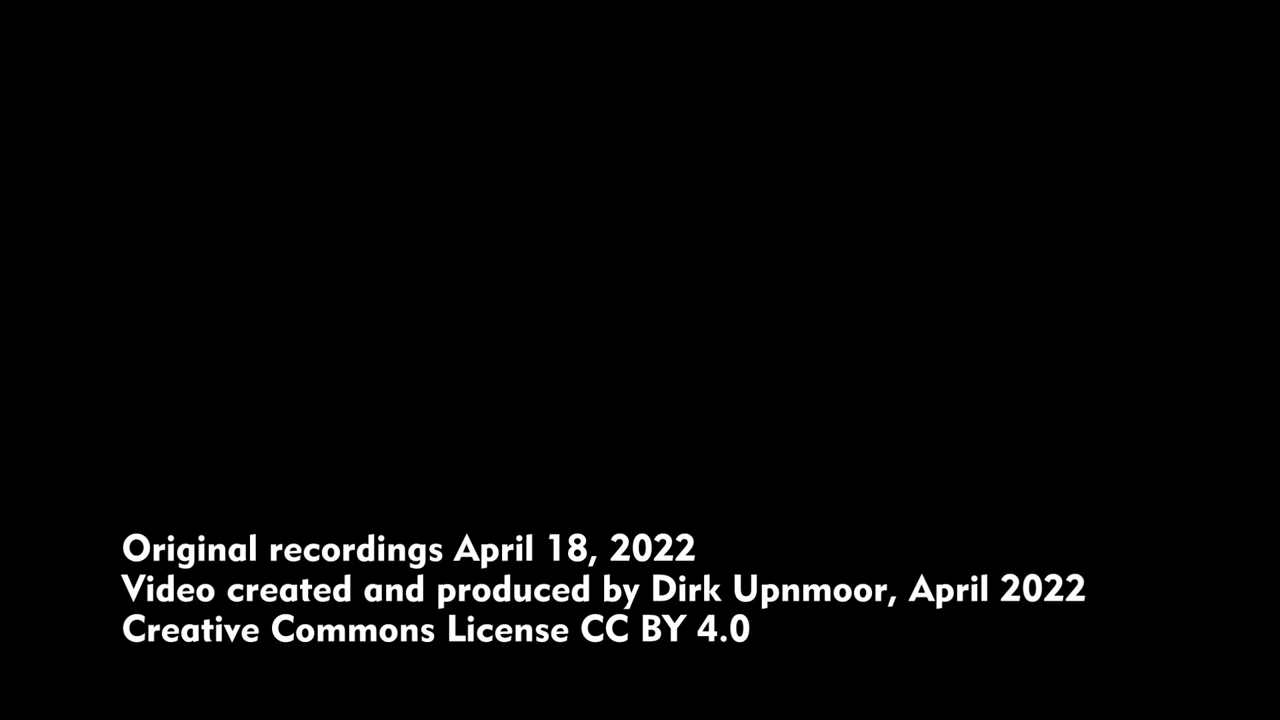 Original recordings April 18, 2022
Video created and produced by Dirk Upnmoor, April 2022
Creative Commons License CC BY 4.0